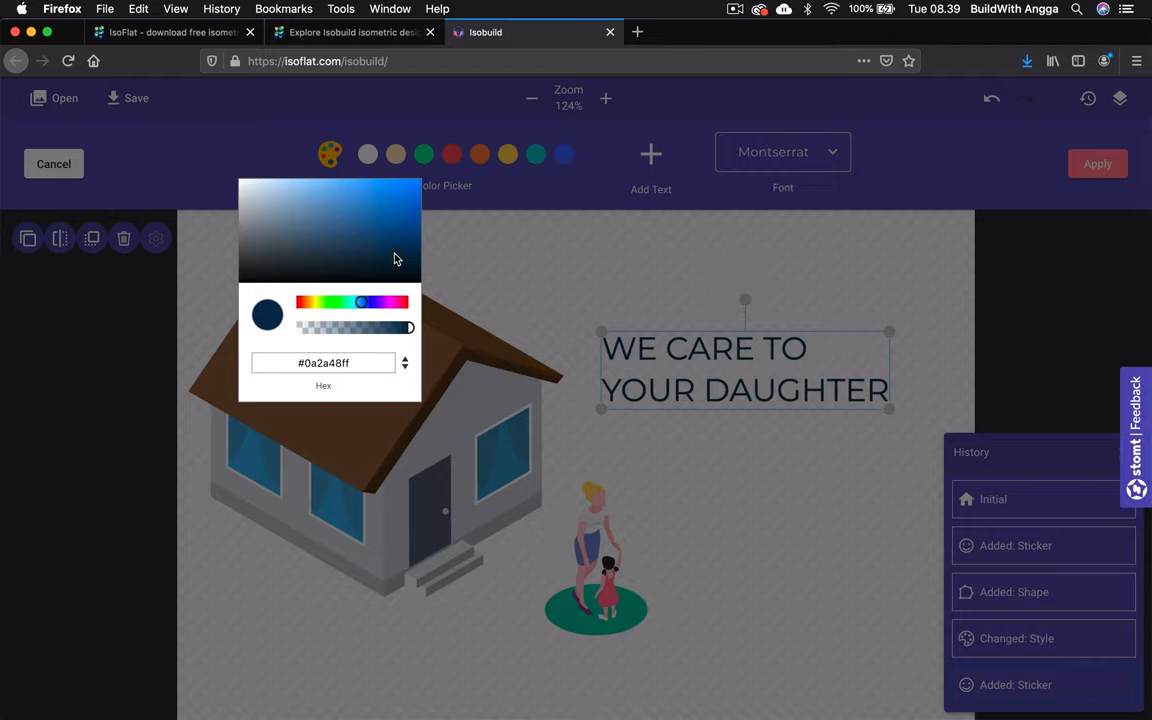 Firefox File Edit View History Bookmarks Tools Window Help 100% Tue 08.39 BuildWith Angga
IsoFlat - download free isomet
Explore Isobuild isometric desi
Isobuild
https://isoflat.com/isobuild/
Open
Save
Zoom
124%
Cancel
olor Picker
Add Text
Montserrat
Font
Apply
WE CARE TO
YOUR DAUGHTER
#0a2a48ff
Hex
stomt | Feedback
History
Initial
Added: Sticker
Added: Shape
Changed: Style
Added: Sticker